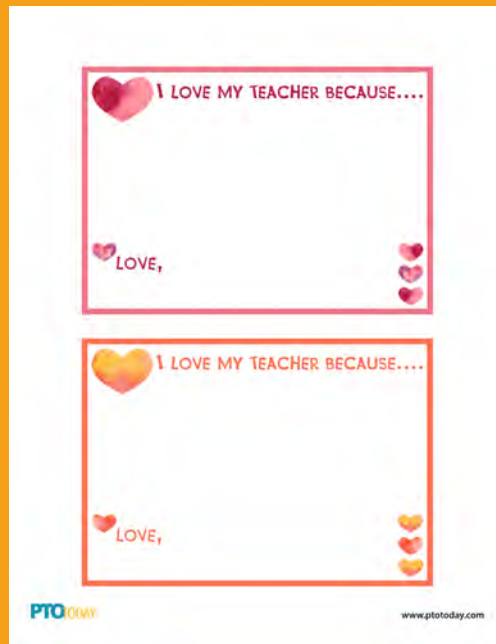 I LOVE MY TEACHER BECAUSE....
LOVE,
I LOVE MY TEACHER BECAUSE....
LOVE,
PTOTODAY
www.ptotoday.com